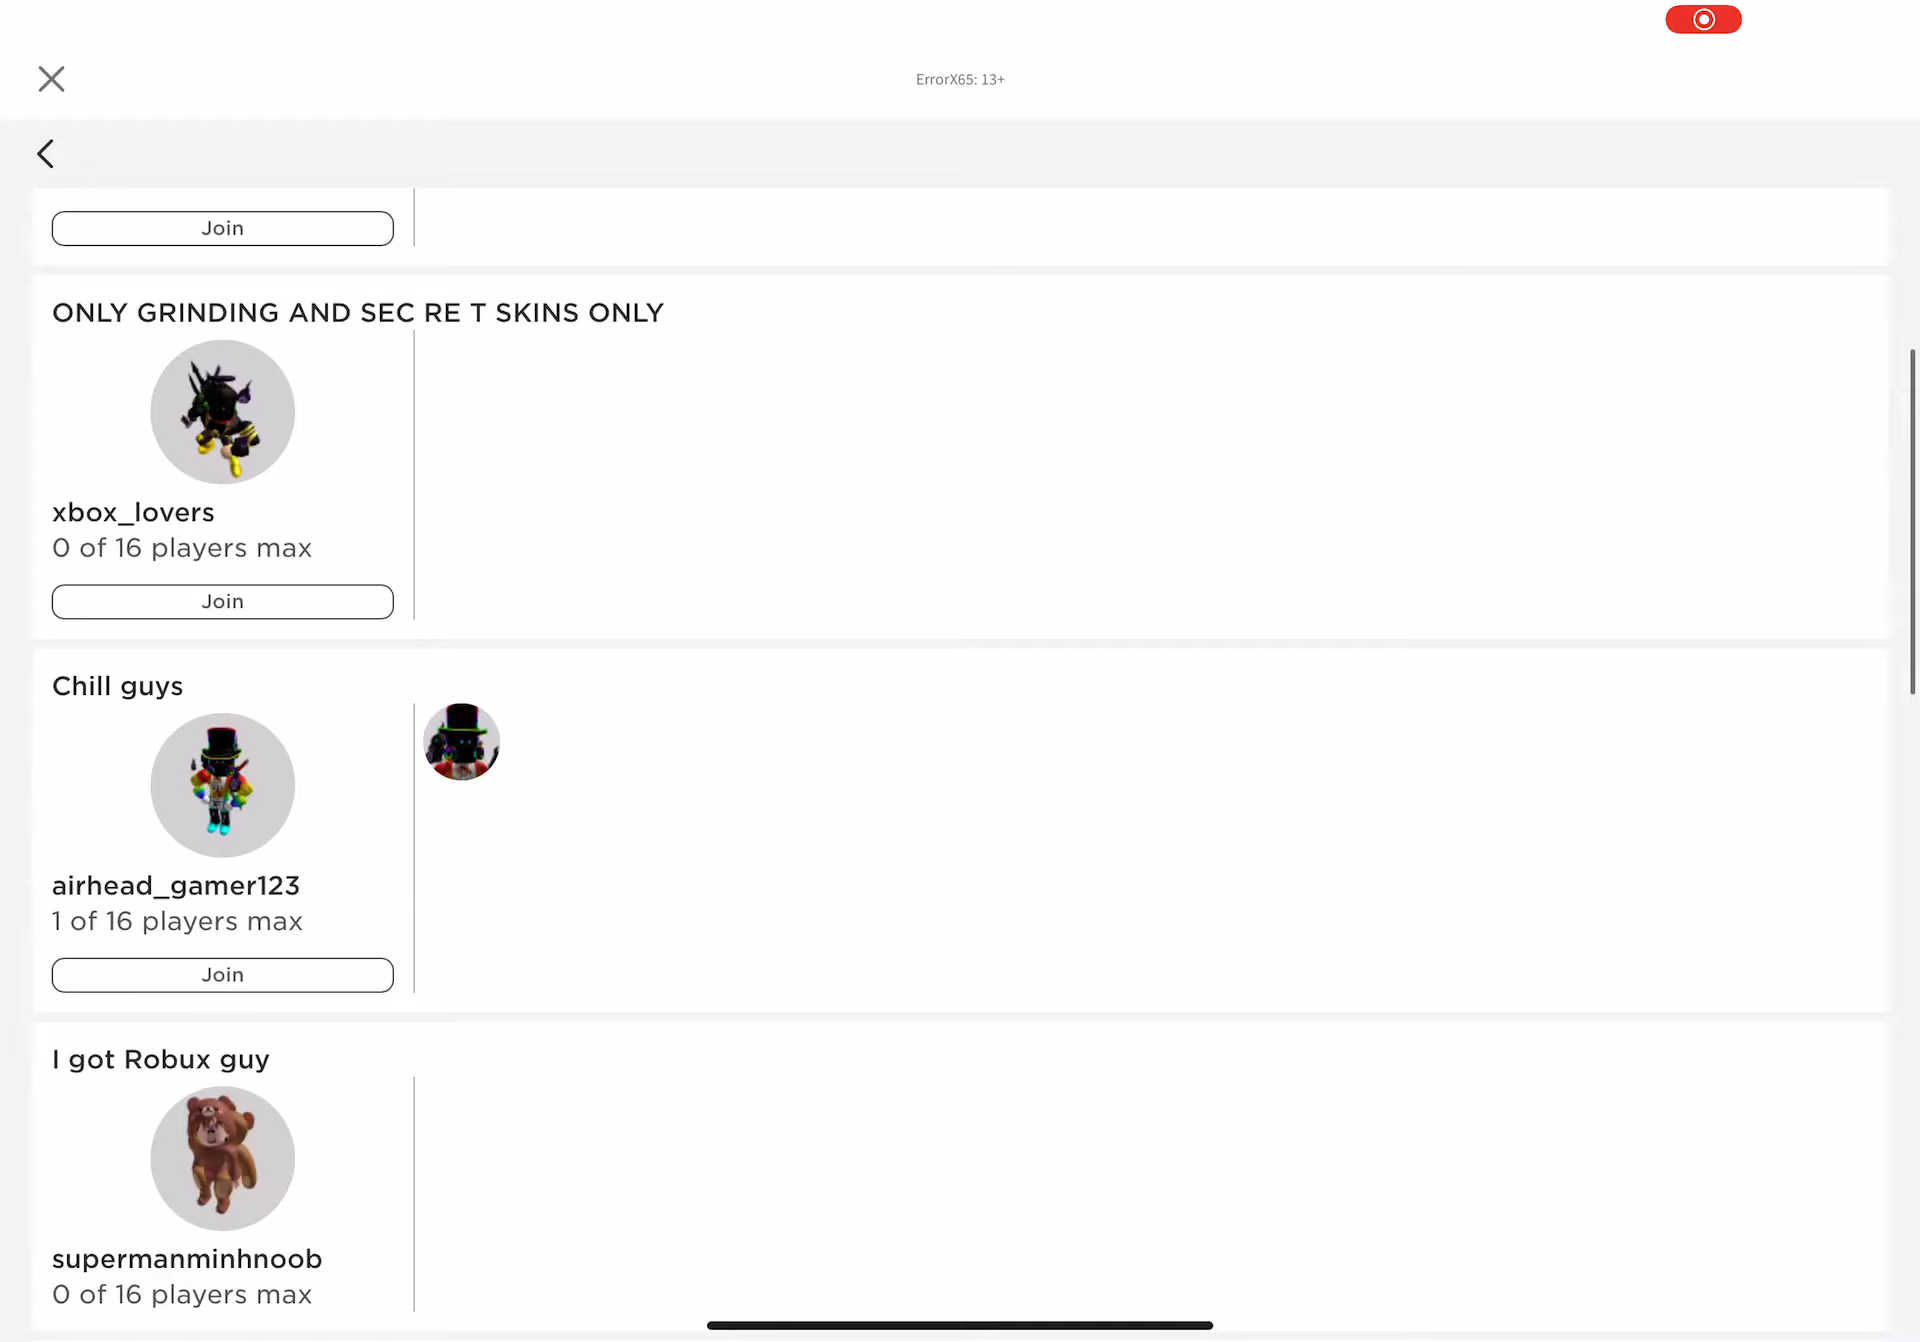 ErrorX65: 13+
Join
ONLY GRINDING AND SEC RE T SKINS ONLY
xbox_lovers
0 of 16 players max
Join
Chill guys
airhead_gamer123
1 of 16 players max
Join
I got Robux guy
supermanminhnoob
0 of 16 players max